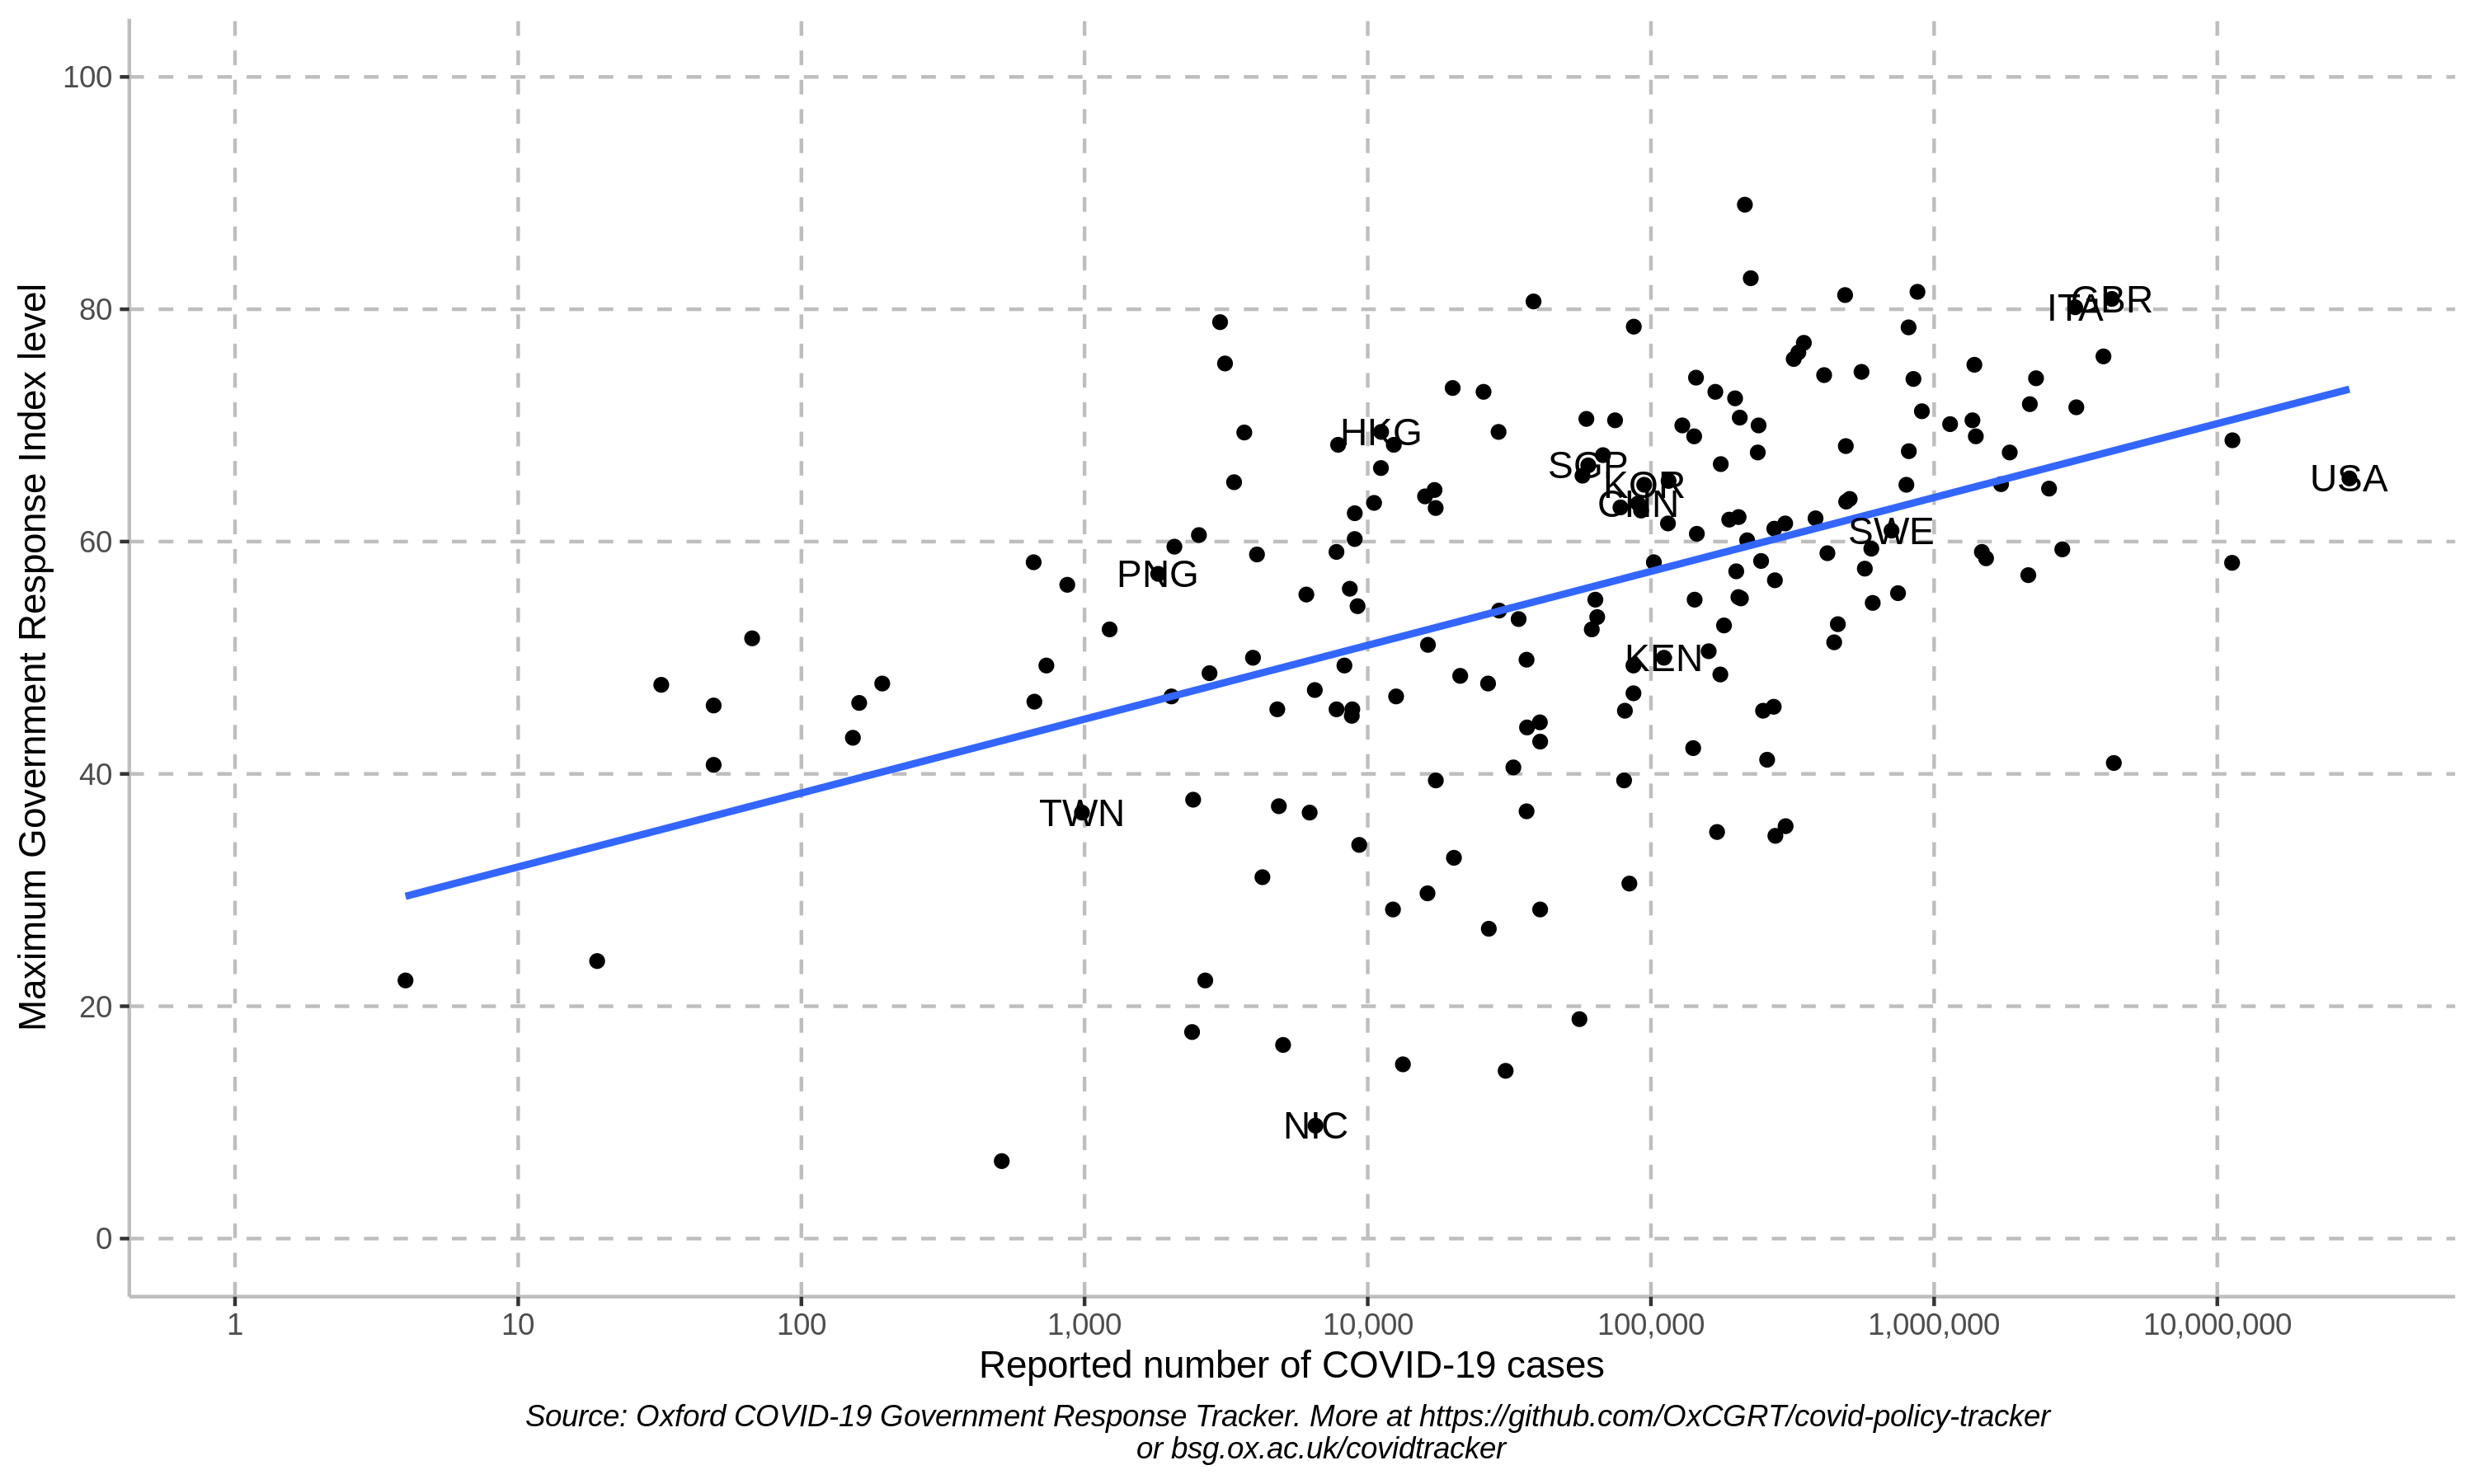 Maximum Government Response Index level
100
80
60
40
20
0
GBR
ITA
HKG
SGP
KOR
USA
CHN
SWE
PNG
KEN
TWN
NIC
1
10
100
1,000
10,000
100,000
1,000,000
10,000,000
Reported number of COVID-19 cases
Source: Oxford COVID-19 Government Response Tracker. More at https://github.com/OxCGRT/covid-policy-tracker
or bsg.ox.ac.uk/covidtracker